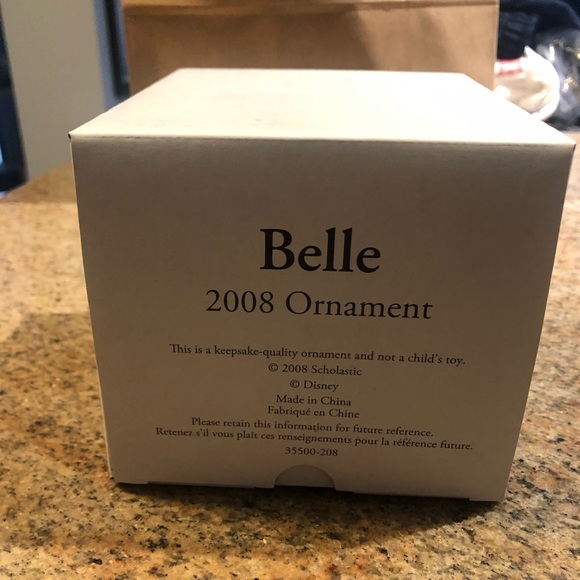 Belle
2008 Ornament
This is a keepsake-quality ornament and not a child's toy.
© 2008 Scholastic
© Disney
Made in China
Fabriqué en Chine
Please retain this information for future reference.
Retenez s'il vous plaît ces renseignements pour la référence future.
35500-208